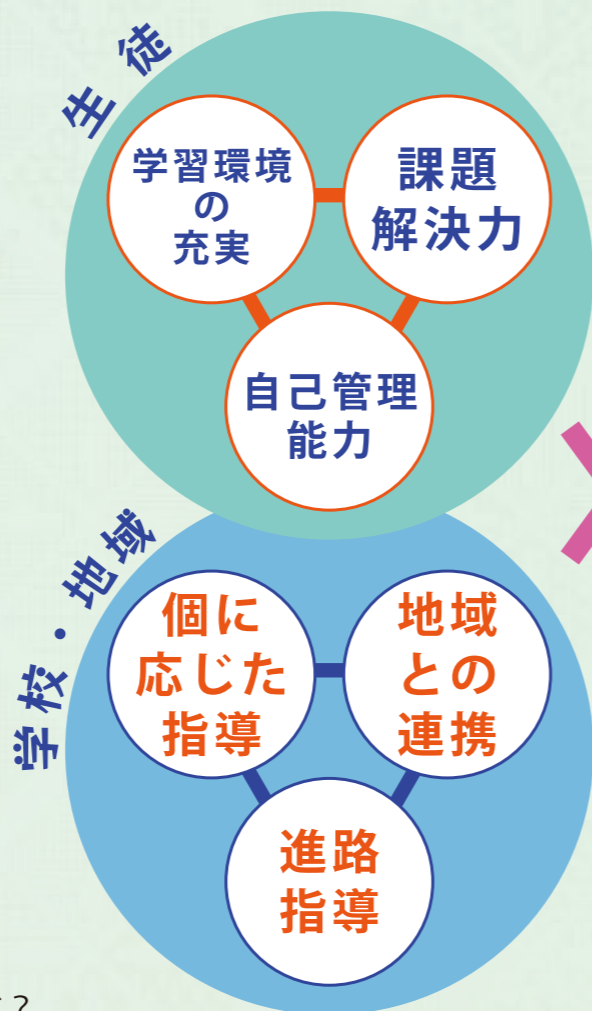 生徒
学習環境
の
充実
課題
解決力
自己管理
能力
学校・地域
個に
応じた
指導
地域
との
連携
進路
指導
？